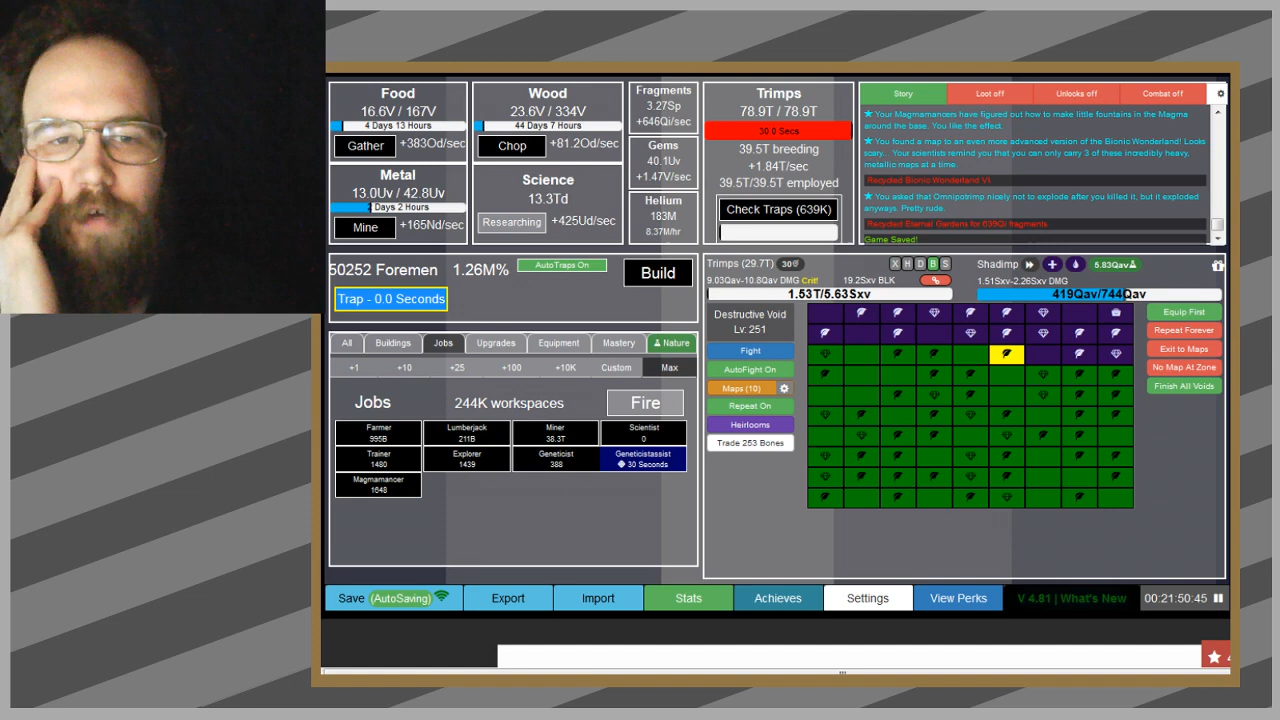 Food
16.6V / 167V
4 Days 13 Hours
Gather
+383Od/sec
Metal
13.0Uv / 42.8Uv
Days 2 Hours
Mine
+165Nd/sec
Wood
23.6V / 334V
44 Days 7 Hours
Chop
+81.2Od/sec
Science
13.3Td
Researching
+425Ud/sec
Fragments
3.27Sp
+646Qi/sec
Gems
40.1Uv
+1.47V/sec
Helium
183M
8.37M/hr
Trimps
78.9T / 78.9T
30.0 Secs
39.5T breeding
+1.84T/sec
39.5T/39.5T employed
Check Traps (639K)
Story
Loot off
Unlocks off
Combat off
Your Magmamancers have figured out how to make little fountains in the Magma
around the base. You like the effect.
You found a map to an even more advanced version of the Bionic Wonderland! Looks
scary... Your scientists remind you that you can only carry 3 of these incredibly heavy,
metallic maps at a time.
Recycled Bionic Wonderland VI.
You asked that Omnipotrimp nicely not to explode after you killed it, but it exploded
anyways. Pretty rude.
Recycled Eternal Gardens for 639Qi fragments.
Game Saved!
50252 Foremen
1.26M%
AutoTraps On
Build
Trap - 0.0 Seconds
All
Buildings
Jobs
Upgrades
Equipment
Mastery
Nature
+1
+10
+25
+100
+10K
Custom
Max
Jobs
244K workspaces
Fire
Farmer
995B
Lumberjack
211B
Miner
38.3T
Scientist
0
Trainer
1480
Explorer
1439
Geneticist
388
Geneticistassist
30 Seconds
Magmamancer
1648
Trimps (29.7T)
30
X H D B S
9.03Qav-10.8Qav DMG Crit!
19.2Sxv BLK
1.53T/5.63Sxv
Shadimp
5.83Qav
1.51Sxv-2.26Sxv DMG
419Qav/744Qav
Destructive Void
Lv: 251
Fight
AutoFight On
Maps (10)
Repeat On
Heirlooms
Trade 253 Bones
Equip First
Repeat Forever
Exit to Maps
No Map At Zone
Finish All Voids
Save (AutoSaving)
Export
Import
Stats
Achieves
Settings
View Perks
V 4.81 | What's New
00:21:50:45